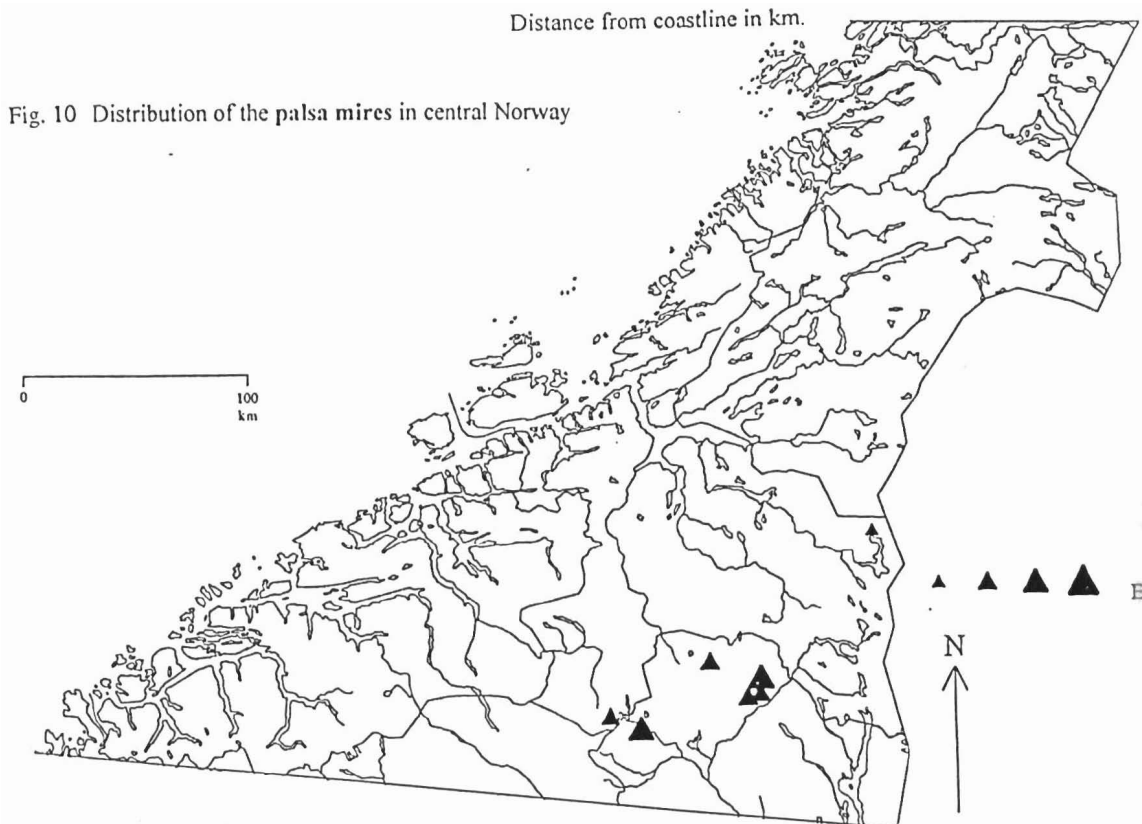 Distance from coastline in km.
Fig. 10 Distribution of the palsa mires in central Norway
0 100
km
E
N